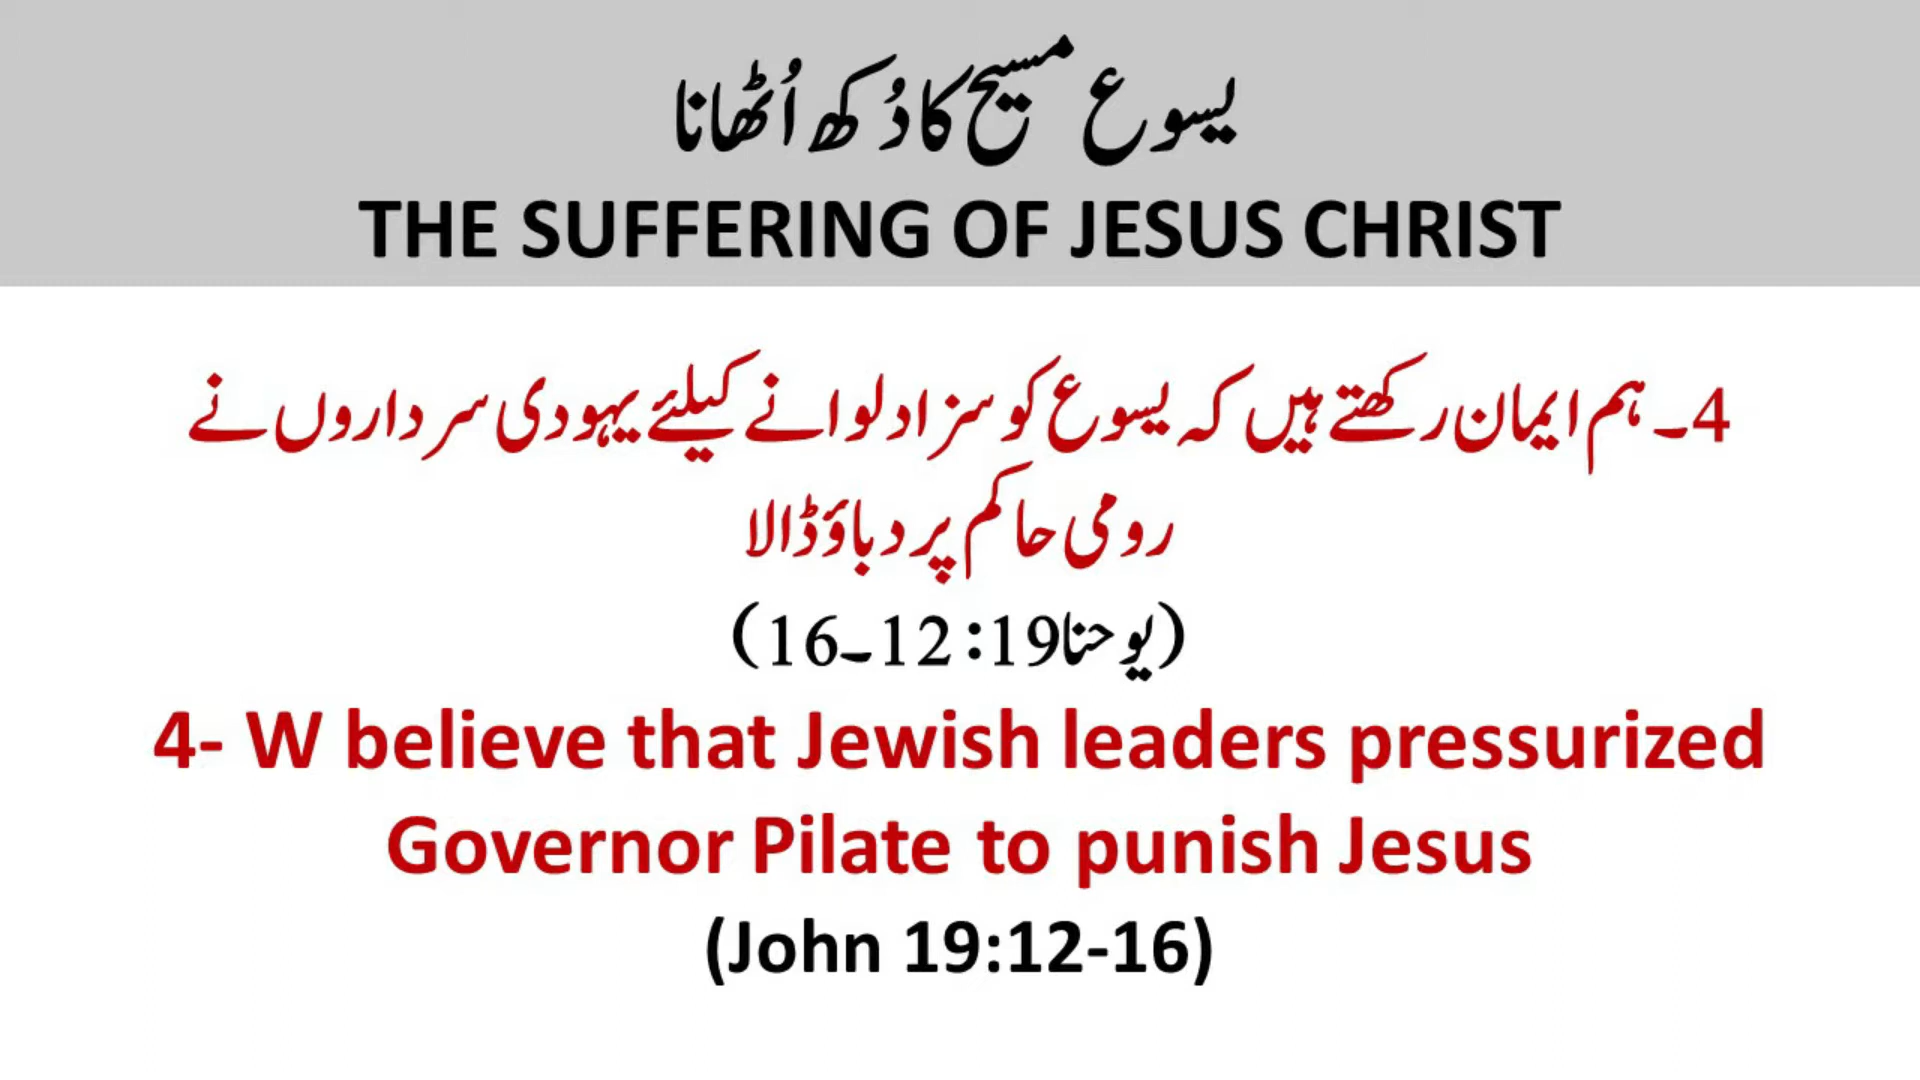 یسوع مسیح کا دُکھ اُٹھانا
THE SUFFERING OF JESUS CHRIST
4۔ ہم ایمان رکھتے ہیں کہ یسوع کو سزا دلوانے کیلئے یہودی سرداروں نے
رومی حاکم پر دباؤ ڈالا
(یوحنا 19: 12۔16)
4- W believe that Jewish leaders pressurized
Governor Pilate to punish Jesus
(John 19:12-16)